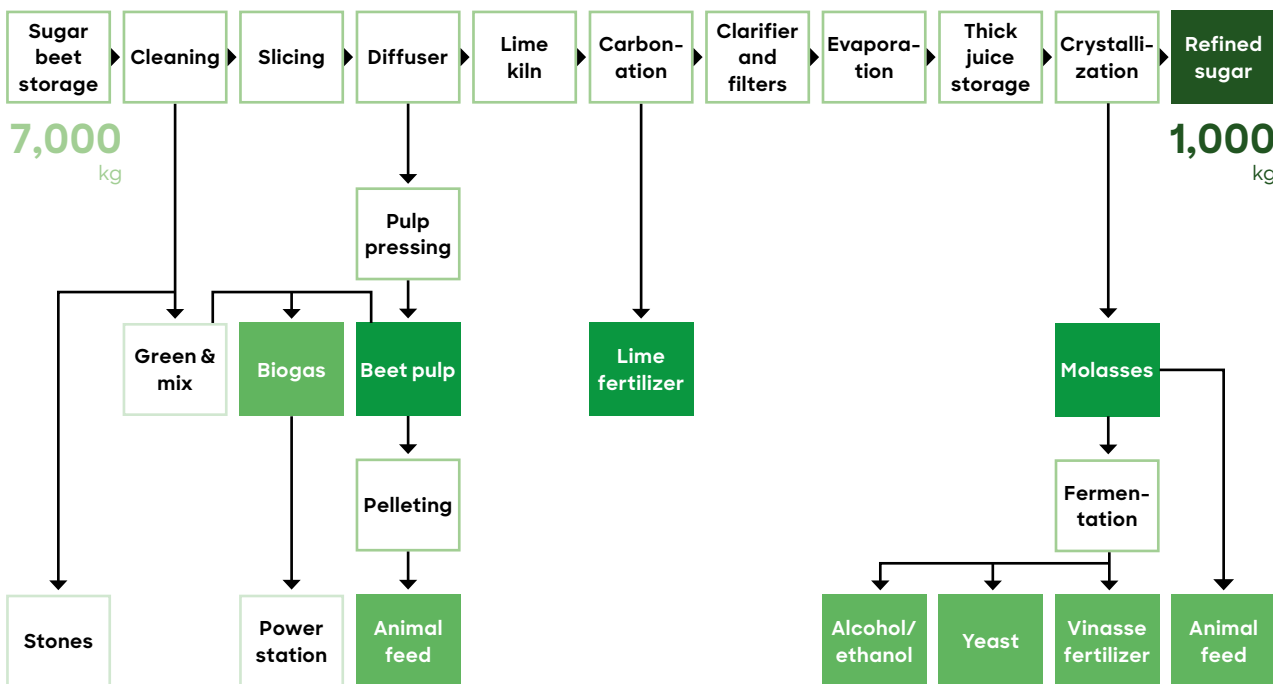 Sugar
beet
storage
Cleaning
Slicing
Diffuser
Lime
kiln
Carbon-
ation
Clarifier
and
filters
Evapora-
tion
Thick
juice
storage
Crystalli-
zation
Refined
sugar
7,000
kg
1,000
kg
Pulp
pressing
Green &
mix
Biogas
Beet pulp
Lime
fertilizer
Molasses
Pelleting
Fermen-
tation
Stones
Power
station
Animal
feed
Alcohol/
ethanol
Yeast
Vinasse
fertilizer
Animal
feed